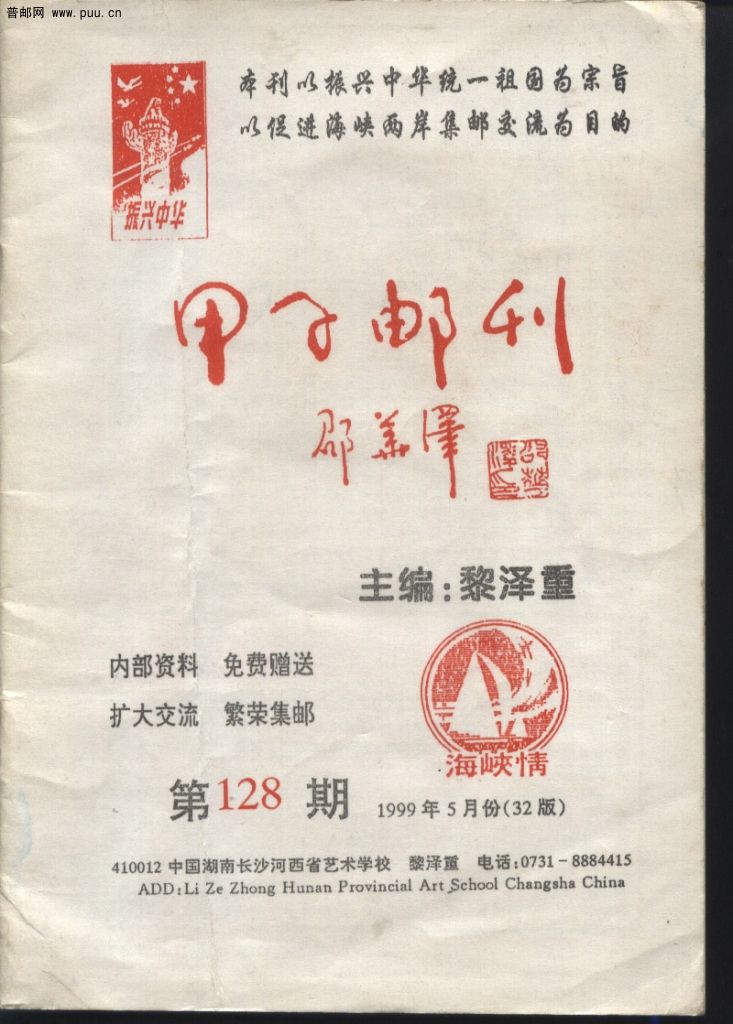 普邮网 www.puu.cn
本刊以振兴中华统一祖国为宗旨
以促进海峡两岸集邮交流为目的
振兴中华
甲子邮刊
邵华泽
主编:黎泽重
内部资料 免费赠送
扩大交流 繁荣集邮
海峡情
第128期 1999年5月份(32版)
410012 中国湖南长沙河西省艺术学校 黎泽重 电话:0731-8884415
ADD:Li Ze Zhong Hunan Provincial Art School Changsha China